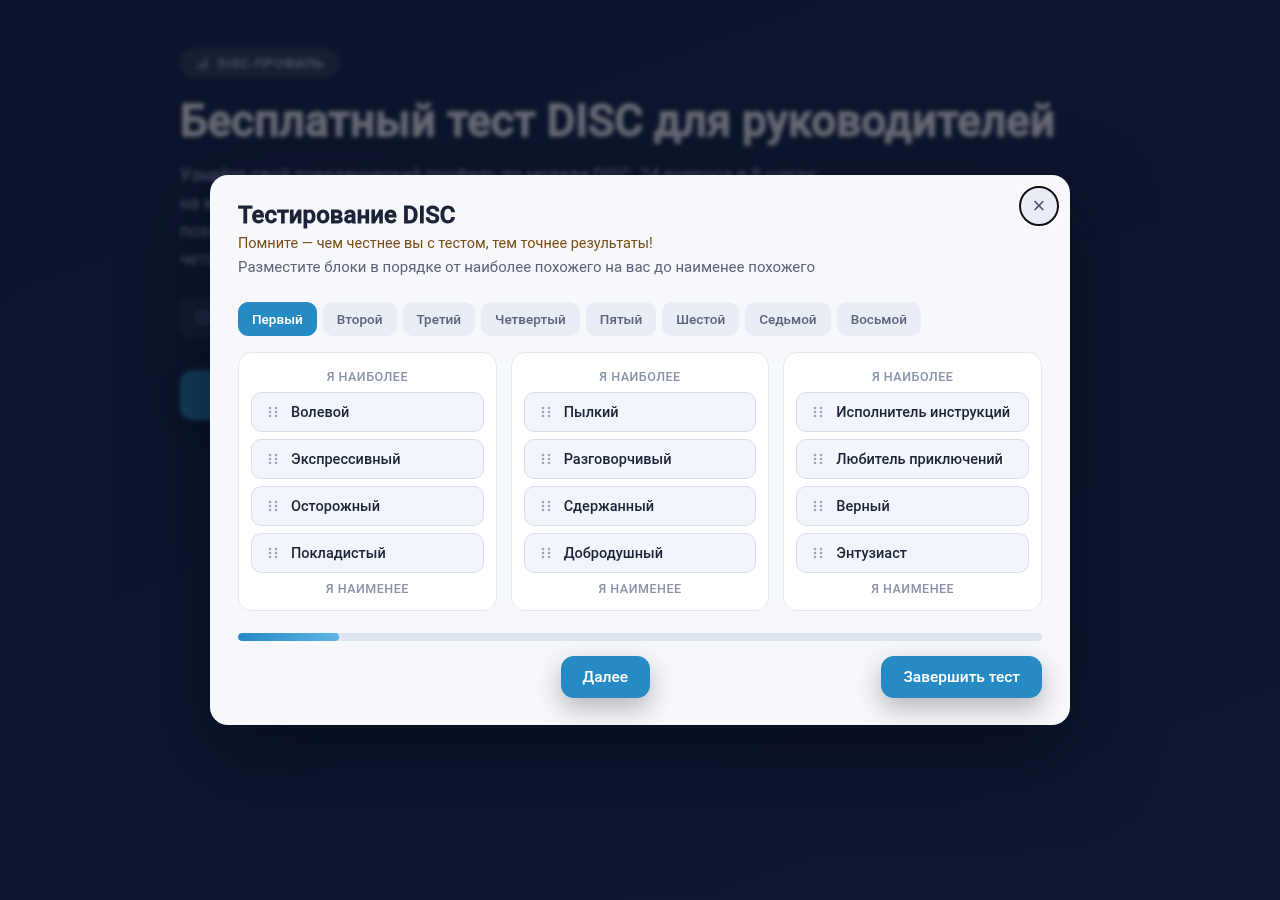 DISC-ПРОФИЛЬ
Бесплатный тест DISC для руководителей
Тестирование DISC
Помните — чем честнее вы с тестом, тем точнее результаты!
Разместите блоки в порядке от наиболее похожего на вас до наименее похожего
Первый Второй Третий Четвертый Пятый Шестой Седьмой Восьмой
Я НАИБОЛЕЕ
Волевой
Экспрессивный
Осторожный
Покладистый
Я НАИМЕНЕЕ
Я НАИБОЛЕЕ
Пылкий
Разговорчивый
Сдержанный
Добродушный
Я НАИМЕНЕЕ
Я НАИБОЛЕЕ
Исполнитель инструкций
Любитель приключений
Верный
Энтузиаст
Я НАИМЕНЕЕ
Далее
Завершить тест